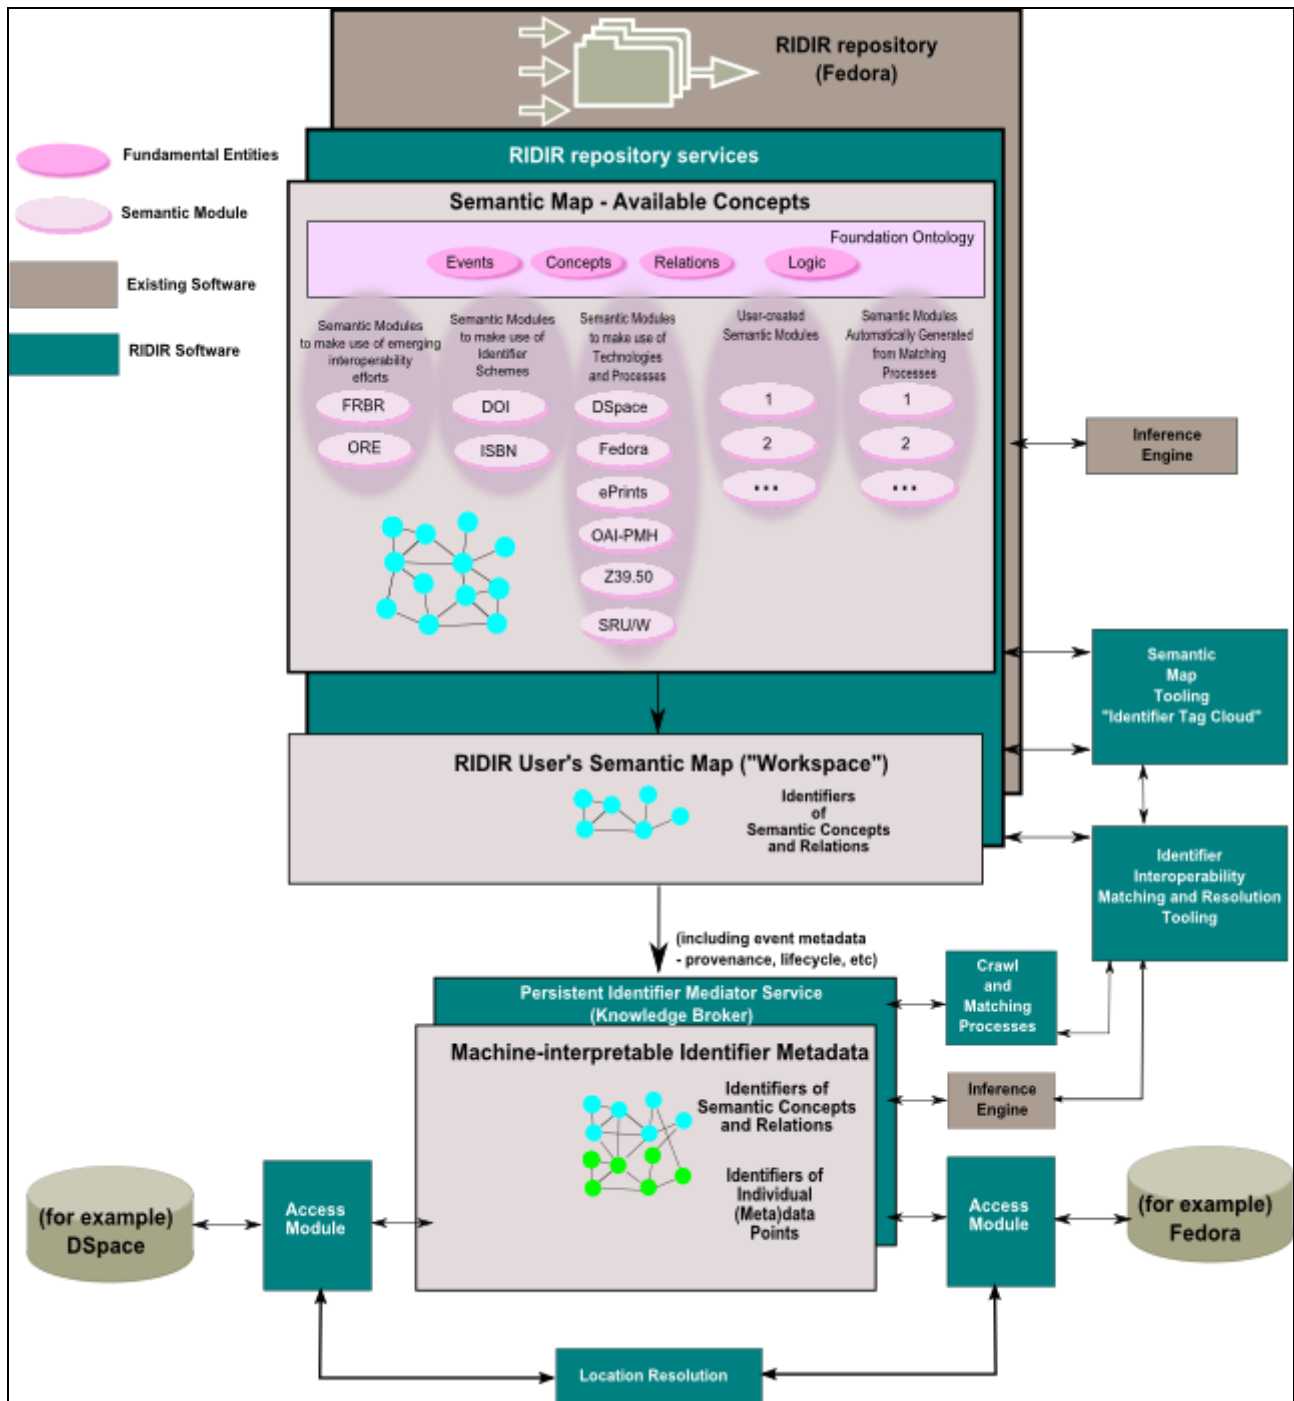 RIDIR repository
(Fedora)
Fundamental Entities
Semantic Module
Existing Software
RIDIR Software
RIDIR repository services
Semantic Map - Available Concepts
Foundation Ontology
Events
Concepts
Relations
Logic
Semantic Modules
to make use of emerging
interoperability
efforts
FRBR
ORE
Semantic Modules
to make use of
Identifier
Schemes
DOI
ISBN
Semantic Modules
to make use of
Technologies
and Processes
DSpace
Fedora
ePrints
OAI-PMH
Z39.50
SRU/W
User-created
Semantic Modules
1
2
...
Semantic Modules
Automatically Generated
from Matching
Processes
1
2
...
Inference
Engine
Semantic
Map
Tooling
"Identifier Tag Cloud"
RIDIR User's Semantic Map ("Workspace")
Identifiers
of
Semantic Concepts
and Relations
Identifier
Interoperability
Matching and Resolution
Tooling
(including event metadata
- provenance, lifecycle, etc)
Persistent Identifier Mediator Service
(Knowledge Broker)
Crawl
and
Matching
Processes
Machine-interpretable Identifier Metadata
Identifiers of
Semantic Concepts
and Relations
Inference
Engine
Identifiers of
Individual
(Meta)data
Points
(for example)
DSpace
Access
Module
Access
Module
(for example)
Fedora
Location Resolution